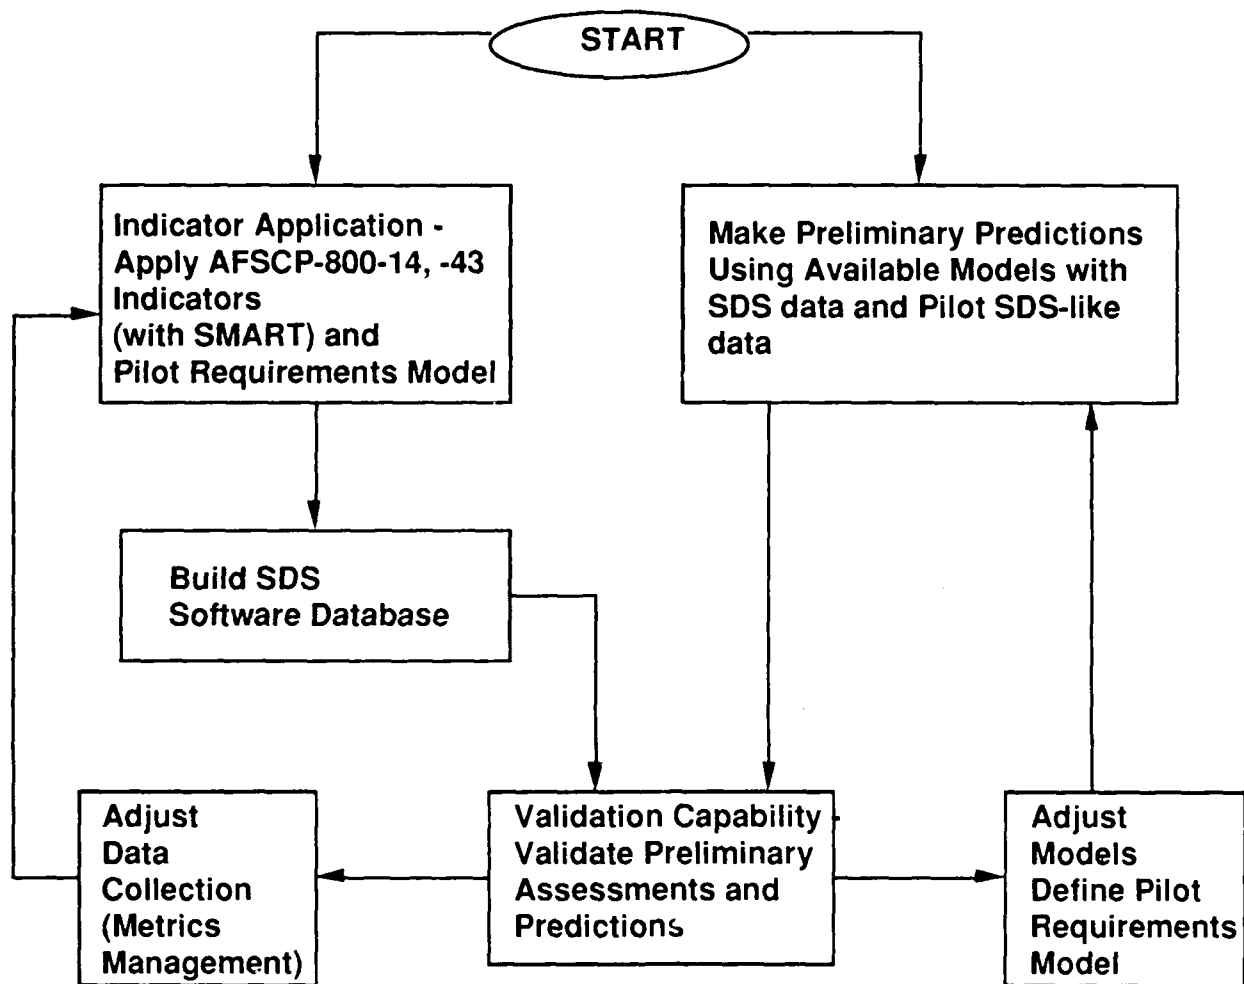 START
Indicator Application -
Apply AFSCP-800-14, -43
Indicators
(with SMART) and
Pilot Requirements Model
Make Preliminary Predictions
Using Available Models with
SDS data and Pilot SDS-like
data
Build SDS
Software Database
Adjust
Data
Collection
(Metrics
Management)
Validation Capability -
Validate Preliminary
Assessments and
Predictions
Adjust
Models
Define Pilot
Requirements
Model